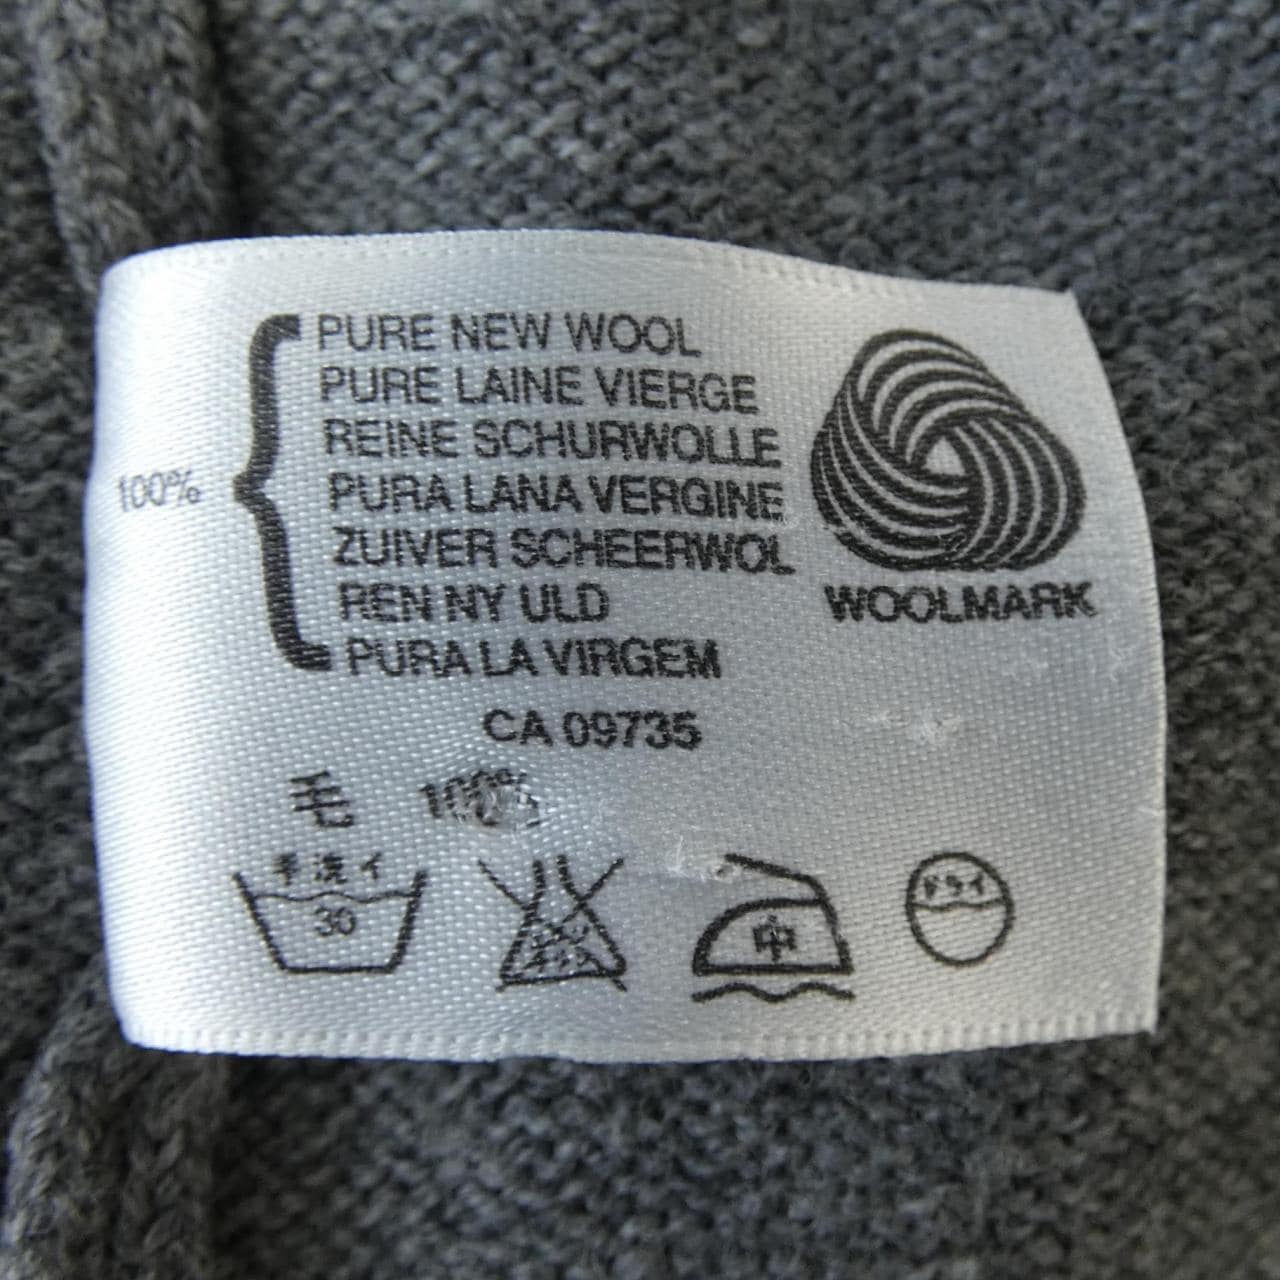 100%
PURE NEW WOOL
PURE LAINE VIERGE
REINE SCHURWOLLE
PURA LANA VERGINE
ZUIVER SCHEERWOL
REN NY ULD
PURA LA VIRGEM
WOOLMARK
CA 09735
毛 100%
手洗イ
30
中
ドライ